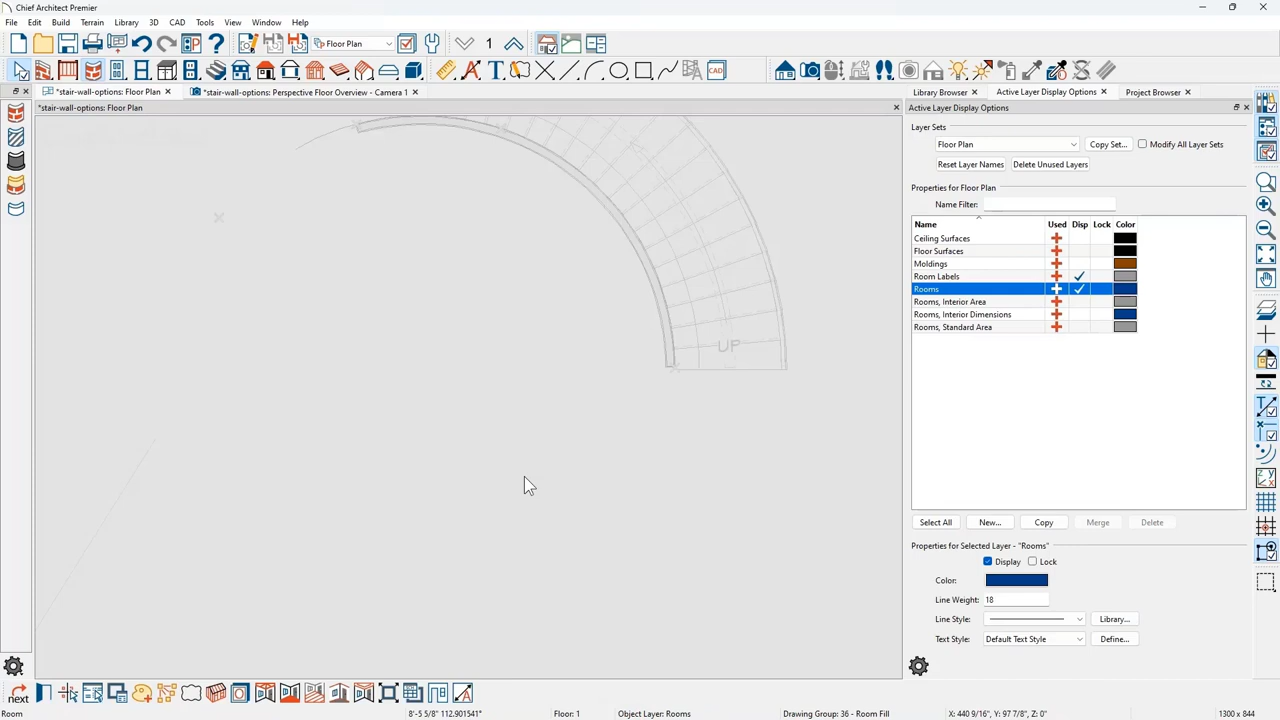 Chief Architect Premier
File Edit Build Terrain Library 3D CAD Tools View Window Help
Floor Plan 1
CAD
*stair-wall-options: Floor Plan *stair-wall-options: Perspective Floor Overview - Camera 1
Library Browser Active Layer Display Options Project Browser
*stair-wall-options: Floor Plan
Active Layer Display Options
Layer Sets
Floor Plan Copy Set... Modify All Layer Sets
Reset Layer Names Delete Unused Layers
Properties for Floor Plan
Name Filter:
Name Used Disp Lock Color
Ceiling Surfaces
Floor Surfaces
Moldings
Room Labels
Rooms
Rooms, Interior Area
Rooms, Interior Dimensions
Rooms, Standard Area
UP
Select All New... Copy Merge Delete
Properties for Selected Layer - "Rooms"
Display Lock
Color:
Line Weight: 18
Line Style: Library...
Text Style: Default Text Style Define...
next
Room 8'-5 5/8" 112.901541° Floor: 1 Object Layer: Rooms Drawing Group: 36 - Room Fill X: 440 9/16", Y: 97 7/8", Z: 0" 1300 x 844